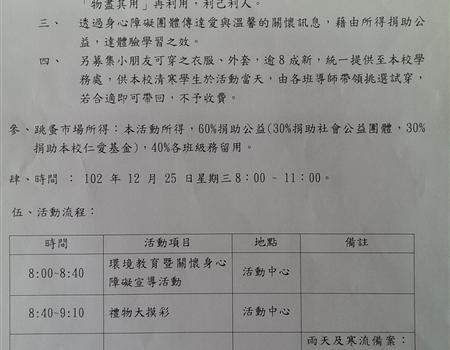 "物盡其用"再利用,利己利人。
三、 透過身心障礙團體傳達愛與溫馨的關懷訊息,藉由所得捐助公
益,達體驗學習之效。
四、 另募集小朋友可穿之衣服、外套,逾8成新,統一提供至本校學
務處,供本校清寒學生於活動當天,由各班導師帶領挑選試穿,
若合適即可帶回,不予收費。
參、跳蚤市場所得:本活動所得,60%捐助公益(30%捐助社會公益團體,30%
捐助本校仁愛基金),40%各班級務留用。
肆、時間 : 102 年 12 月 25 日星期三8:00 ~ 11:00。
伍、活動流程:
時間 活動項目 地點 備註
8:00~8:40 環境教育暨關懷身心障礙宣導活動 活動中心
8:40~9:10 禮物大摸彩 活動中心
雨天及寒流備案: